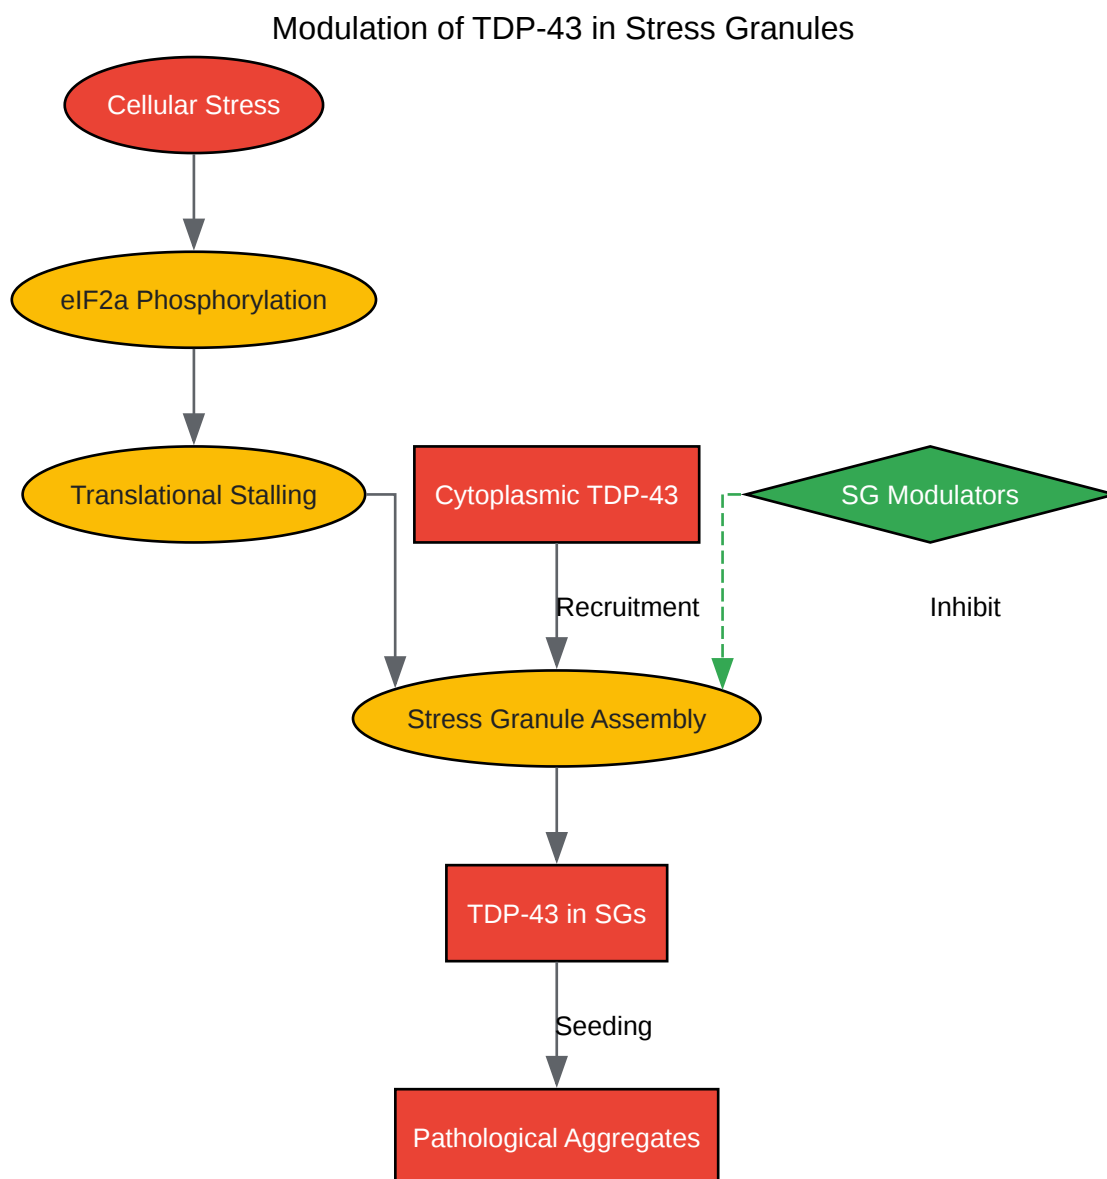 Modulation of TDP-43 in Stress Granules
Cellular Stress
eIF2a Phosphorylation
Translational Stalling
Cytoplasmic TDP-43
SG Modulators
Recruitment
Inhibit
Stress Granule Assembly
TDP-43 in SGs
Seeding
Pathological Aggregates